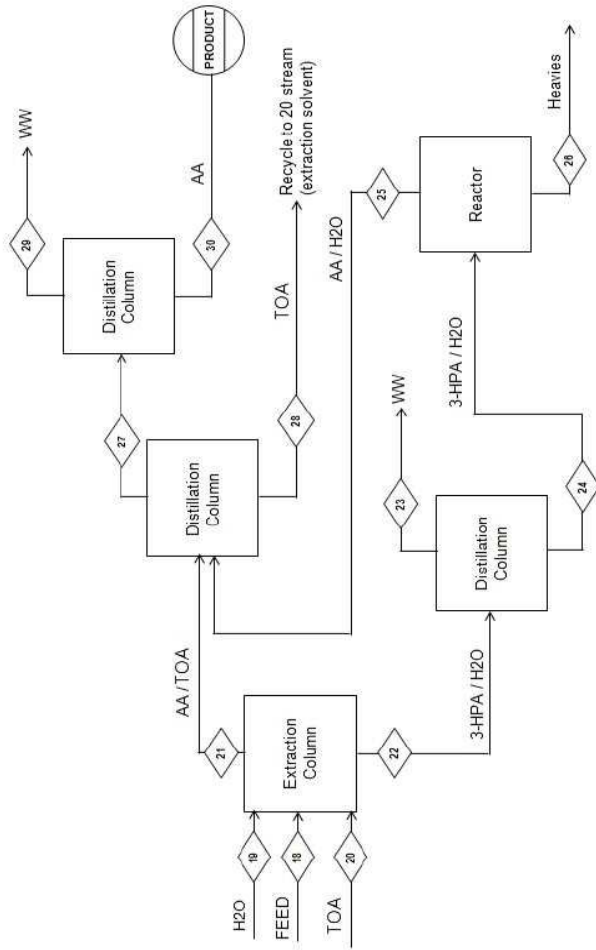 H2O
19
FEED
18
TOA
20
Extraction
Column
21
AA / TOA
22
3-HPA / H2O
Distillation
Column
23
WW
24
3-HPA / H2O
Reactor
25
AA / H2O
26
Heavies
Distillation
Column
27
28
TOA
Recycle to 20 stream
(extraction solvent)
Distillation
Column
29
WW
30
AA
PRODUCT